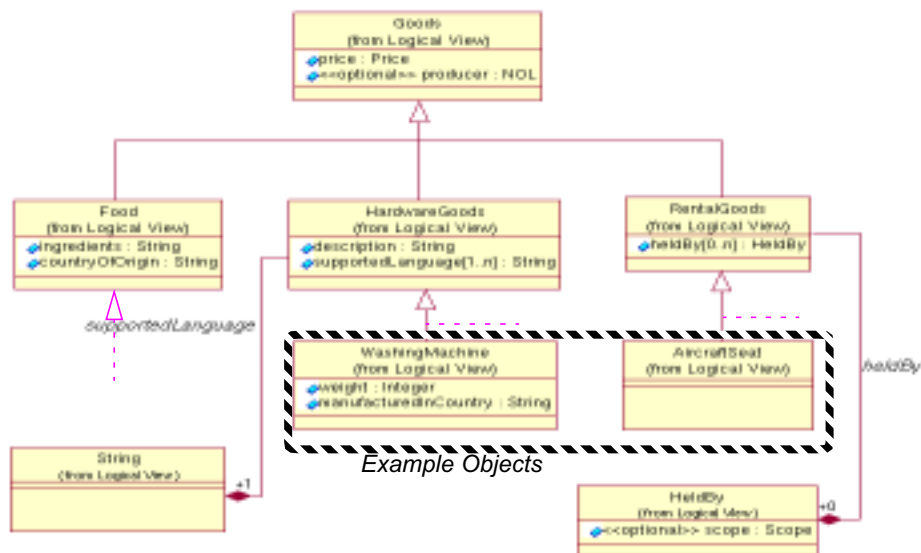 Goods
(from Logical View)
price : Price
<<optional>> producer : NOL
Food
(from Logical View)
ingredients : String
countryOfOrigin : String
HardwareGoods
(from Logical View)
description : String
supportedLanguage[1..n] : String
RentalGoods
(from Logical View)
heldBy[0..n] : HeldBy
supportedLanguage
WashingMachine
(from Logical View)
weight : Integer
manufacturedInCountry : String
AircraftSeat
(from Logical View)
heldBy
Example Objects
String
(from Logical View)
+1
HeldBy
(from Logical View)
<<optional>> scope : Scope
+0